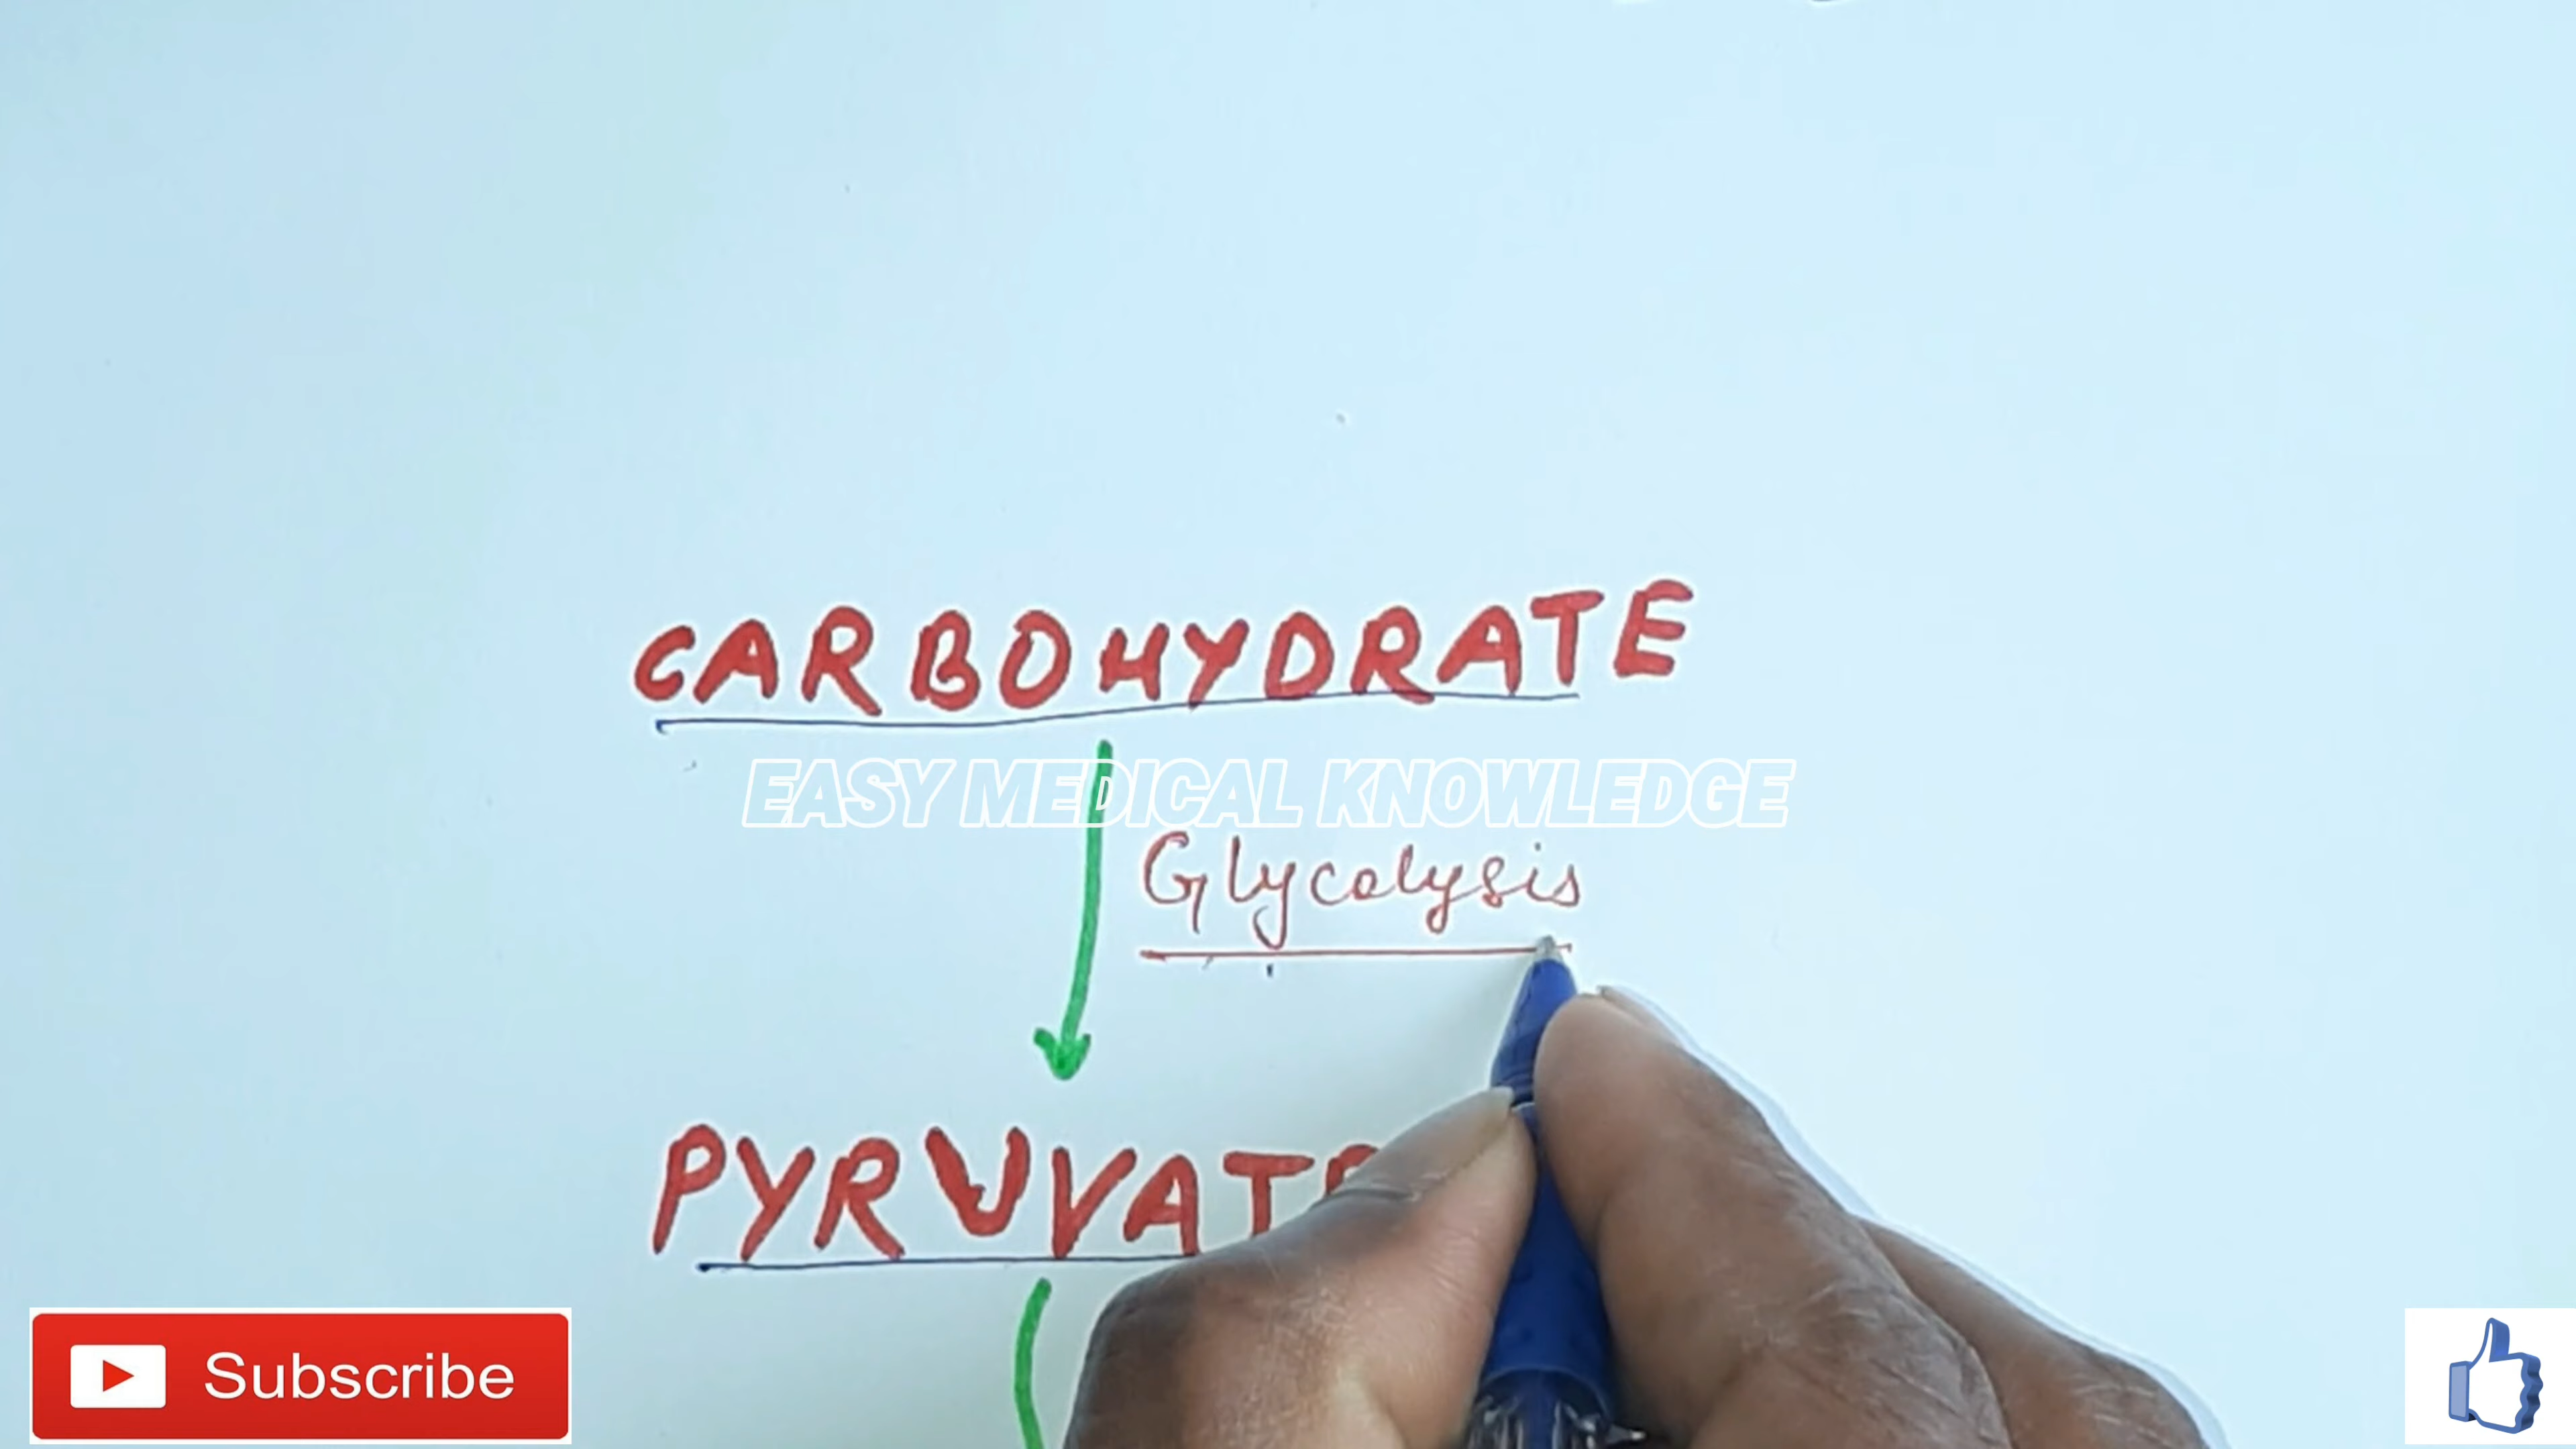 CARBOHYDRATE
EASY MEDICAL KNOWLEDGE
Glycolysis
PYRUVAT
Subscribe